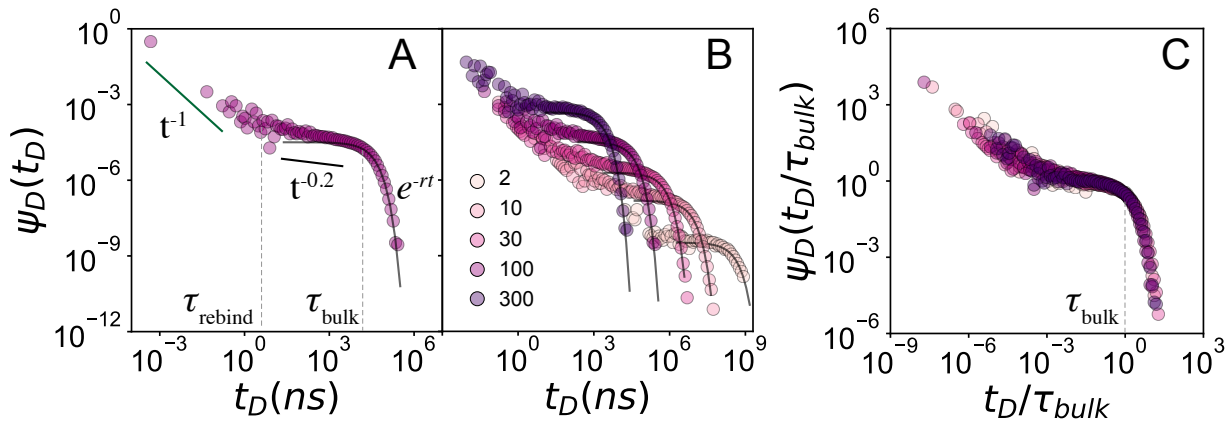 A
B
C
ψ_D(t_D)
10^0
10^-3
10^-6
10^-9
10^-12
t^-1
t^-0.2
e^-rt
τ_rebind
τ_bulk
10^-3
10^0
10^3
10^6
t_D(ns)
2
10
30
100
300
10^0
10^3
10^6
10^9
t_D(ns)
ψ_D(t_D/τ_bulk)
10^6
10^3
10^0
10^-3
10^-6
τ_bulk
10^-9
10^-6
10^-3
10^0
10^3
t_D/τ_bulk